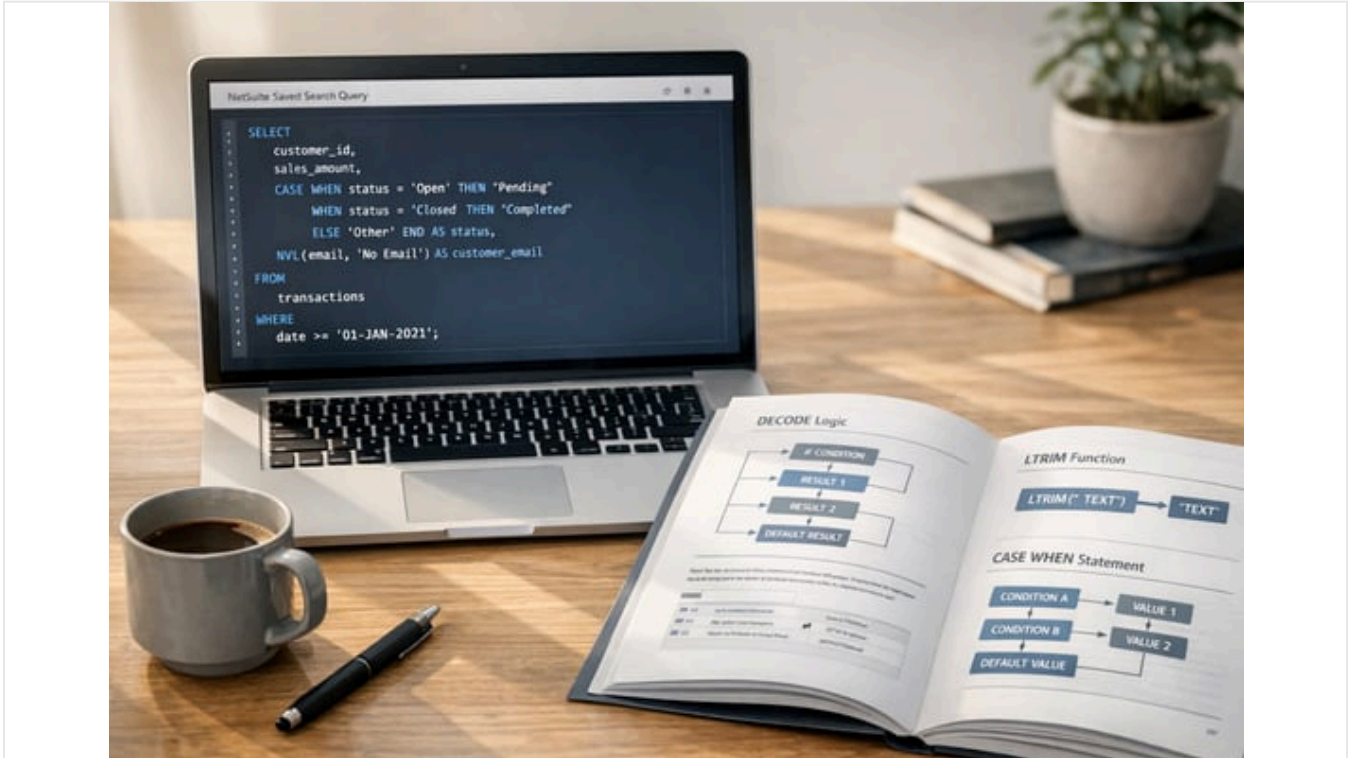 NetSuite Saved Search Query
SELECT
customer_id,
sales_amount,
CASE WHEN status = 'Open' THEN "Pending"
WHEN status = 'Closed THEN "Completed"
ELSE 'Other' END AS status,
NVL(email, 'No Email') AS customer_email
FROM
transactions
WHERE
date >= '01-JAN-2021';
DECODE Logic
IF CONDITION
RESULT 1
RESULT 2
DEFAULT RESULT
LTRIM Function
LTRIM(" TEXT")
"TEXT"
CASE WHEN Statement
CONDITION A
VALUE 1
CONDITION B
VALUE 2
DEFAULT VALUE